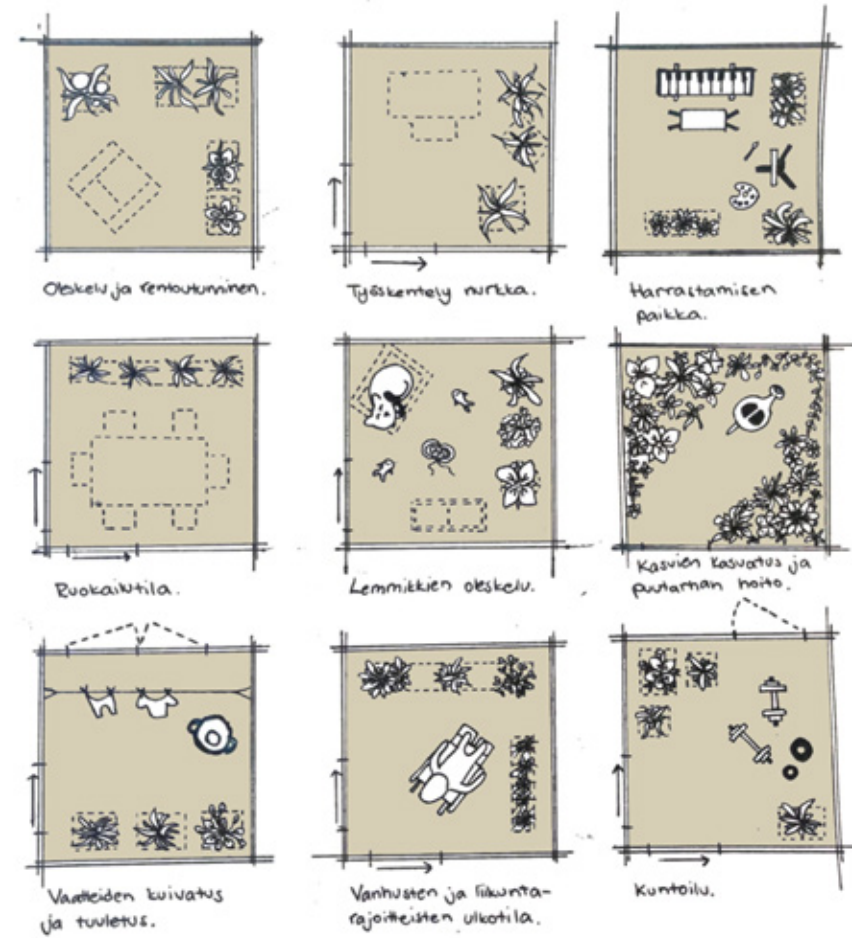 Oleskelu ja rentoutuminen.
Työskentely nurkka.
Harrastamisen
paikka.
Ruokailutila.
Lemmikkien oleskelu.
Kasvien kasvatus ja
puutarhan hoito.
Vaatteiden kuivatus
ja tuuletus.
Vanhusten ja liikunta-
rajoitteisten ulkotila.
Kuntoilu.